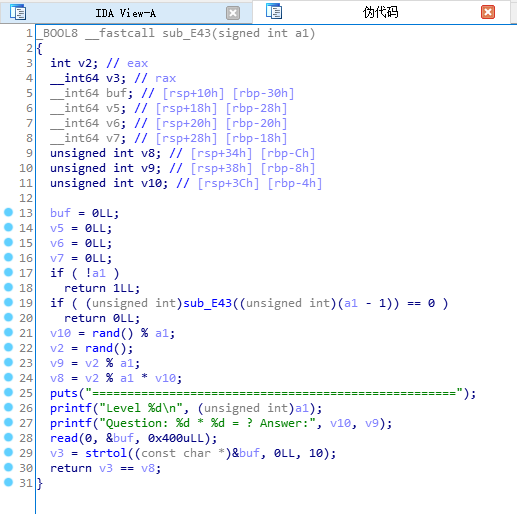 IDA View-A
伪代码
1 _BOOL8 __fastcall sub_E43(signed int a1)
2 {
3 int v2; // eax
4 __int64 v3; // rax
5 __int64 buf; // [rsp+10h] [rbp-30h]
6 __int64 v5; // [rsp+18h] [rbp-28h]
7 __int64 v6; // [rsp+20h] [rbp-20h]
8 __int64 v7; // [rsp+28h] [rbp-18h]
9 unsigned int v8; // [rsp+34h] [rbp-Ch]
10 unsigned int v9; // [rsp+38h] [rbp-8h]
11 unsigned int v10; // [rsp+3Ch] [rbp-4h]
12
13 buf = 0LL;
14 v5 = 0LL;
15 v6 = 0LL;
16 v7 = 0LL;
17 if ( !a1 )
18 return 1LL;
19 if ( (unsigned int)sub_E43((unsigned int)(a1 - 1)) == 0 )
20 return 0LL;
21 v10 = rand() % a1;
22 v2 = rand();
23 v9 = v2 % a1;
24 v8 = v2 % a1 * v10;
25 puts("====================================================");
26 printf("Level %d\n", (unsigned int)a1);
27 printf("Question: %d * %d = ? Answer:", v10, v9);
28 read(0, &buf, 0x400uLL);
29 v3 = strtol((const char *)&buf, 0LL, 10);
30 return v3 == v8;
31 }